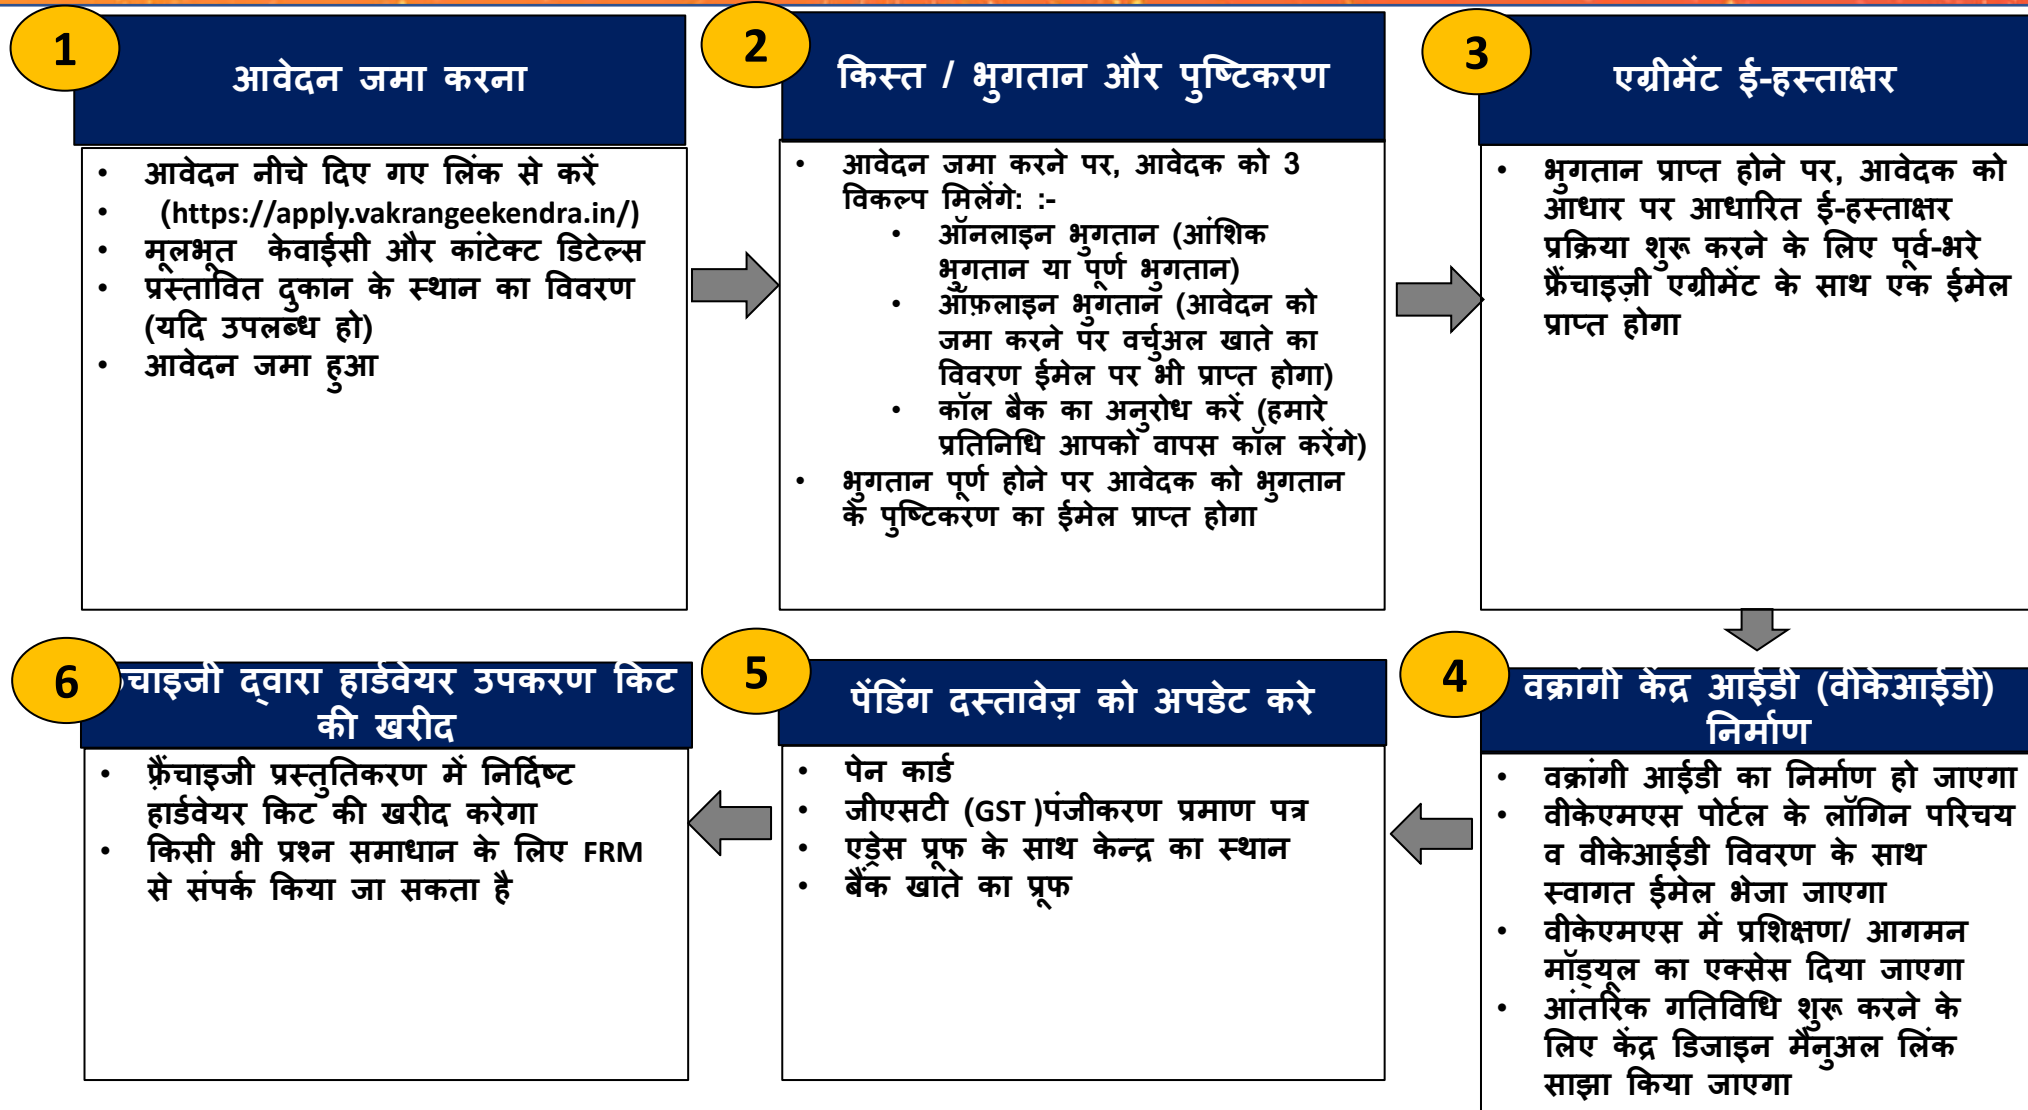 1
आवेदन जमा करना
• आवेदन नीचे दिए गए लिंक से करें
• (https://apply.vakrangeekendra.in/)
• मूलभूत केवाईसी और कांटेक्ट डिटेल्स
• प्रस्तावित दुकान के स्थान का विवरण
(यदि उपलब्ध हो)
• आवेदन जमा हुआ
2
किस्त / भुगतान और पुष्टिकरण
• आवेदन जमा करने पर, आवेदक को 3
विकल्प मिलेंगे: :-
• ऑनलाइन भुगतान (आंशिक
भुगतान या पूर्ण भुगतान)
• ऑफ़लाइन भुगतान (आवेदन को
जमा करने पर वर्चुअल खाते का
विवरण ईमेल पर भी प्राप्त होगा)
• कॉल बैक का अनुरोध करें (हमारे
प्रतिनिधि आपको वापस कॉल करेंगे)
• भुगतान पूर्ण होने पर आवेदक को भुगतान
के पुष्टिकरण का ईमेल प्राप्त होगा
3
एग्रीमेंट ई-हस्ताक्षर
• भुगतान प्राप्त होने पर, आवेदक को
आधार पर आधारित ई-हस्ताक्षर
प्रक्रिया शुरू करने के लिए पूर्व-भरे
फ्रैंचाइज़ी एग्रीमेंट के साथ एक ईमेल
प्राप्त होगा
4
वक्रांगी केंद्र आईडी (वीकेआईडी)
निर्माण
• वक्रांगी आईडी का निर्माण हो जाएगा
• वीकेएमएस पोर्टल के लॉगिन परिचय
व वीकेआईडी विवरण के साथ
स्वागत ईमेल भेजा जाएगा
• वीकेएमएस में प्रशिक्षण/ आगमन
मॉड्यूल का एक्सेस दिया जाएगा
• आंतरिक गतिविधि शुरू करने के
लिए केंद्र डिजाइन मैनुअल लिंक
साझा किया जाएगा
5
पेंडिंग दस्तावेज़ को अपडेट करे
• पेन कार्ड
• जीएसटी (GST )पंजीकरण प्रमाण पत्र
• एड्रेस प्रूफ के साथ केन्द्र का स्थान
• बैंक खाते का प्रूफ
6
चाइजी द्वारा हार्डवेयर उपकरण किट
की खरीद
• फ़्रैंचाइजी प्रस्तुतिकरण में निर्दिष्ट
हार्डवेयर किट की खरीद करेगा
• किसी भी प्रश्न समाधान के लिए FRM
से संपर्क किया जा सकता है